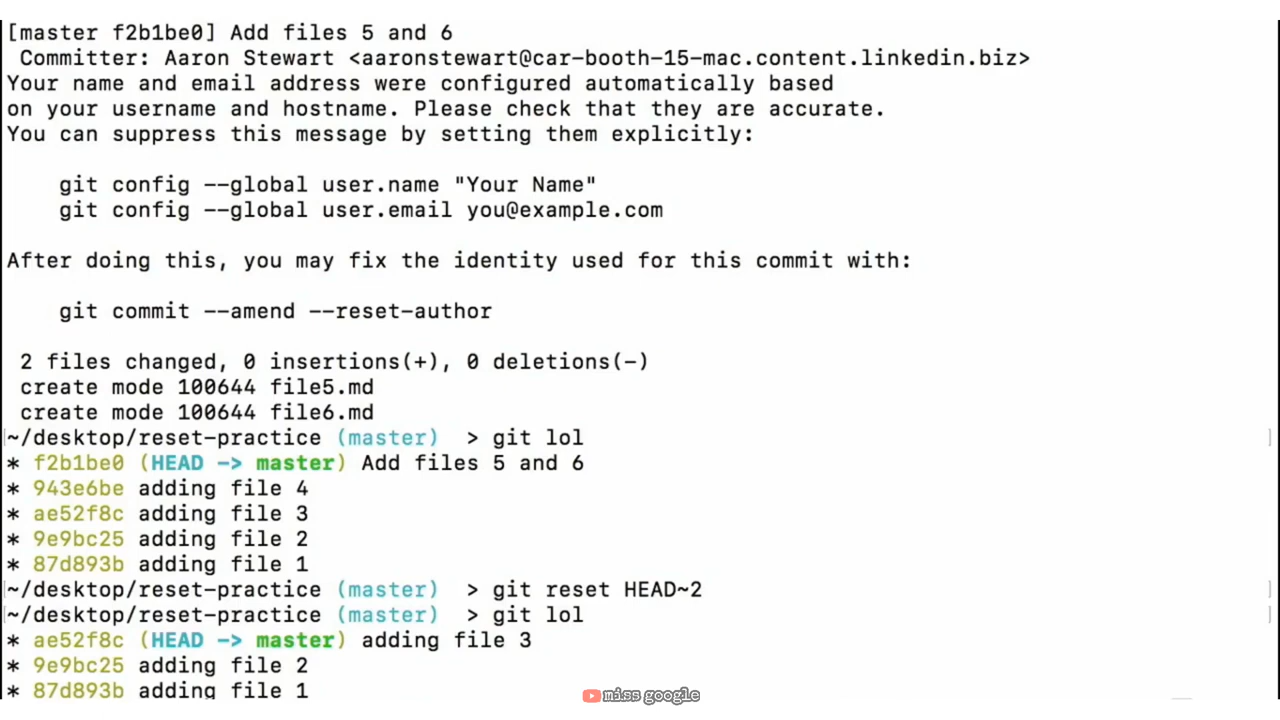 [master f2b1be0] Add files 5 and 6
Committer: Aaron Stewart <aaronstewart@car-booth-15-mac.content.linkedin.biz>
Your name and email address were configured automatically based
on your username and hostname. Please check that they are accurate.
You can suppress this message by setting them explicitly:
git config --global user.name "Your Name"
git config --global user.email you@example.com
After doing this, you may fix the identity used for this commit with:
git commit --amend --reset-author
2 files changed, 0 insertions(+), 0 deletions(-)
create mode 100644 file5.md
create mode 100644 file6.md
~/desktop/reset-practice (master) > git lol
* f2b1be0 (HEAD -> master) Add files 5 and 6
* 943e6be adding file 4
* ae52f8c adding file 3
* 9e9bc25 adding file 2
* 87d893b adding file 1
~/desktop/reset-practice (master) > git reset HEAD~2
~/desktop/reset-practice (master) > git lol
* ae52f8c (HEAD -> master) adding file 3
* 9e9bc25 adding file 2
* 87d893b adding file 1
miss google